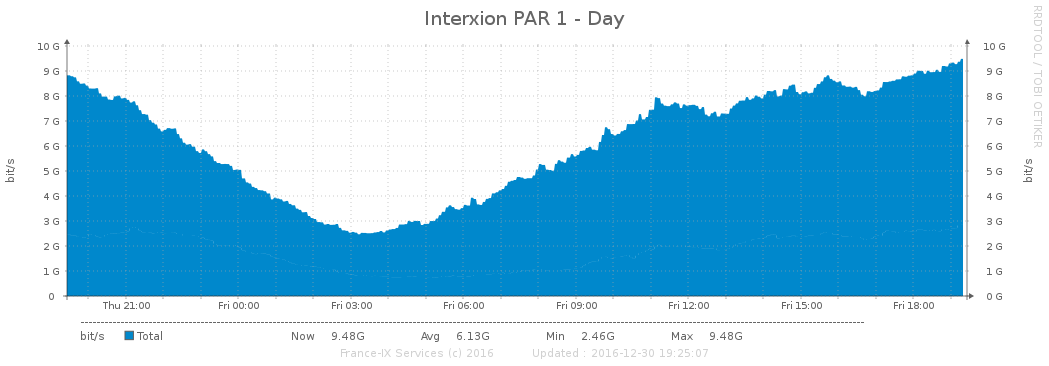 Interxion PAR 1 - Day
RRDTOOL / TOBI OETIKER
bit/s
10 G
9 G
8 G
7 G
6 G
5 G
4 G
3 G
2 G
1 G
0
10 G
9 G
8 G
7 G
6 G
5 G
4 G
3 G
2 G
1 G
0 G
bit/s
Thu 21:00 Fri 00:00 Fri 03:00 Fri 06:00 Fri 09:00 Fri 12:00 Fri 15:00 Fri 18:00
bit/s Total Now 9.48G Avg 6.13G Min 2.46G Max 9.48G
France-IX Services (c) 2016 Updated : 2016-12-30 19:25:07